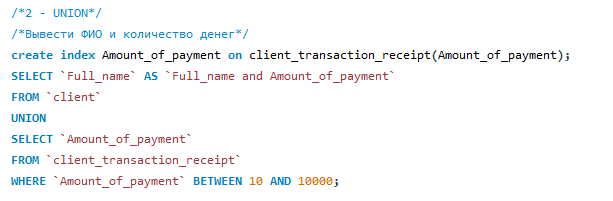 /*2 - UNION*/
/*Вывести ФИО и количество денег*/
create index Amount_of_payment on client_transaction_receipt(Amount_of_payment);
SELECT `Full_name` AS `Full_name and Amount_of_payment`
FROM `client`
UNION
SELECT `Amount_of_payment`
FROM `client_transaction_receipt`
WHERE `Amount_of_payment` BETWEEN 10 AND 10000;